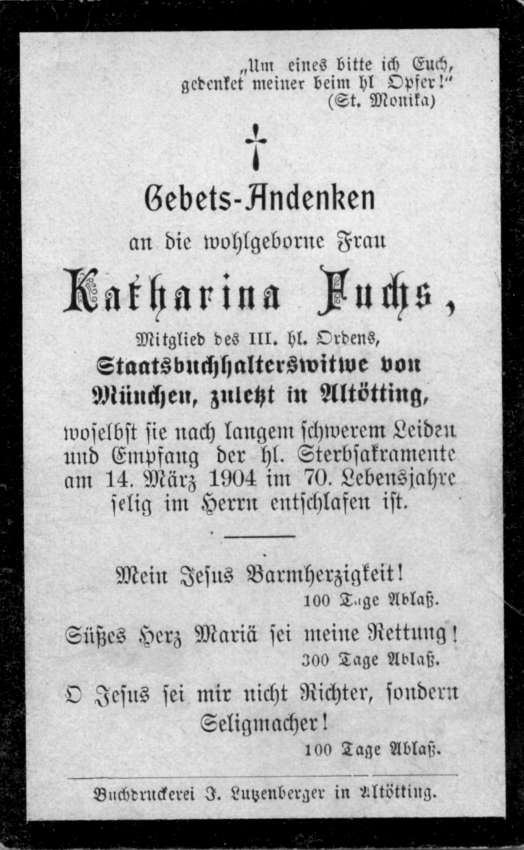 „Um eines bitte ich Euch,
gedenket meiner beim hl Opfer!“
(St. Monika)
Gebets-Andenken
an die wohlgeborne Frau
Katharina Fuchs,
Mitglied des III. hl. Ordens,
Staatsbuchhalterswitwe von
München, zuletzt in Altötting,
woselbst sie nach langem schwerem Leiden
und Empfang der hl. Sterbsakramente
am 14. März 1904 im 70. Lebensjahre
selig im Herrn entschlafen ist.
Mein Jesus Barmherzigkeit!
100 Tage Ablaß.
Süßes Herz Mariä sei meine Rettung!
300 Tage Ablaß.
O Jesus sei mir nicht Richter, sondern
Seligmacher!
100 Tage Ablaß.
Buchdruckerei J. Lutzenberger in Altötting.